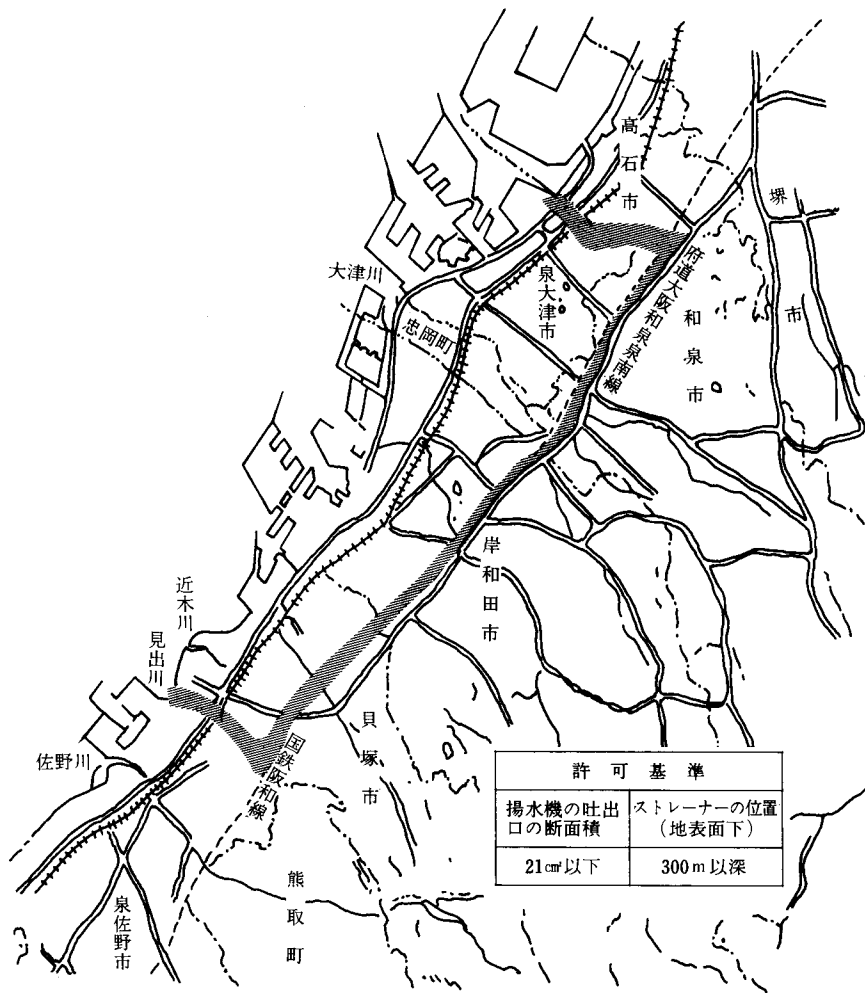 高石市
堺
市
府道大阪和泉泉南線
和泉市
泉大津市
大津川
忠岡町
岸和田市
近木川
見出川
貝塚市
佐野川
国鉄阪和線
熊取町
泉佐野市
許可基準
揚水機の吐出口の断面積
ストレーナーの位置(地表面下)
21㎠以下
300m以深